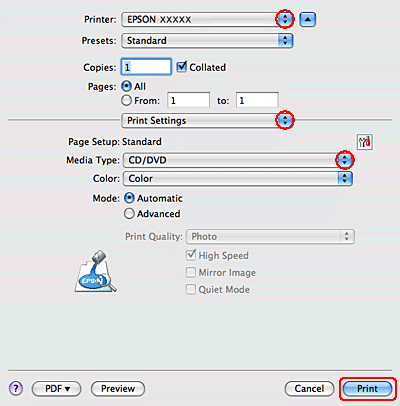 Printer: EPSON XXXXX
Presets: Standard
Copies: 1 Collated
Pages: All
From: 1 to: 1
Print Settings
Page Setup: Standard
Media Type: CD/DVD
Color: Color
Mode: Automatic
Advanced
Print Quality: Photo
High Speed
EPSON Mirror Image
Quiet Mode
? PDF▼ Preview Cancel Print